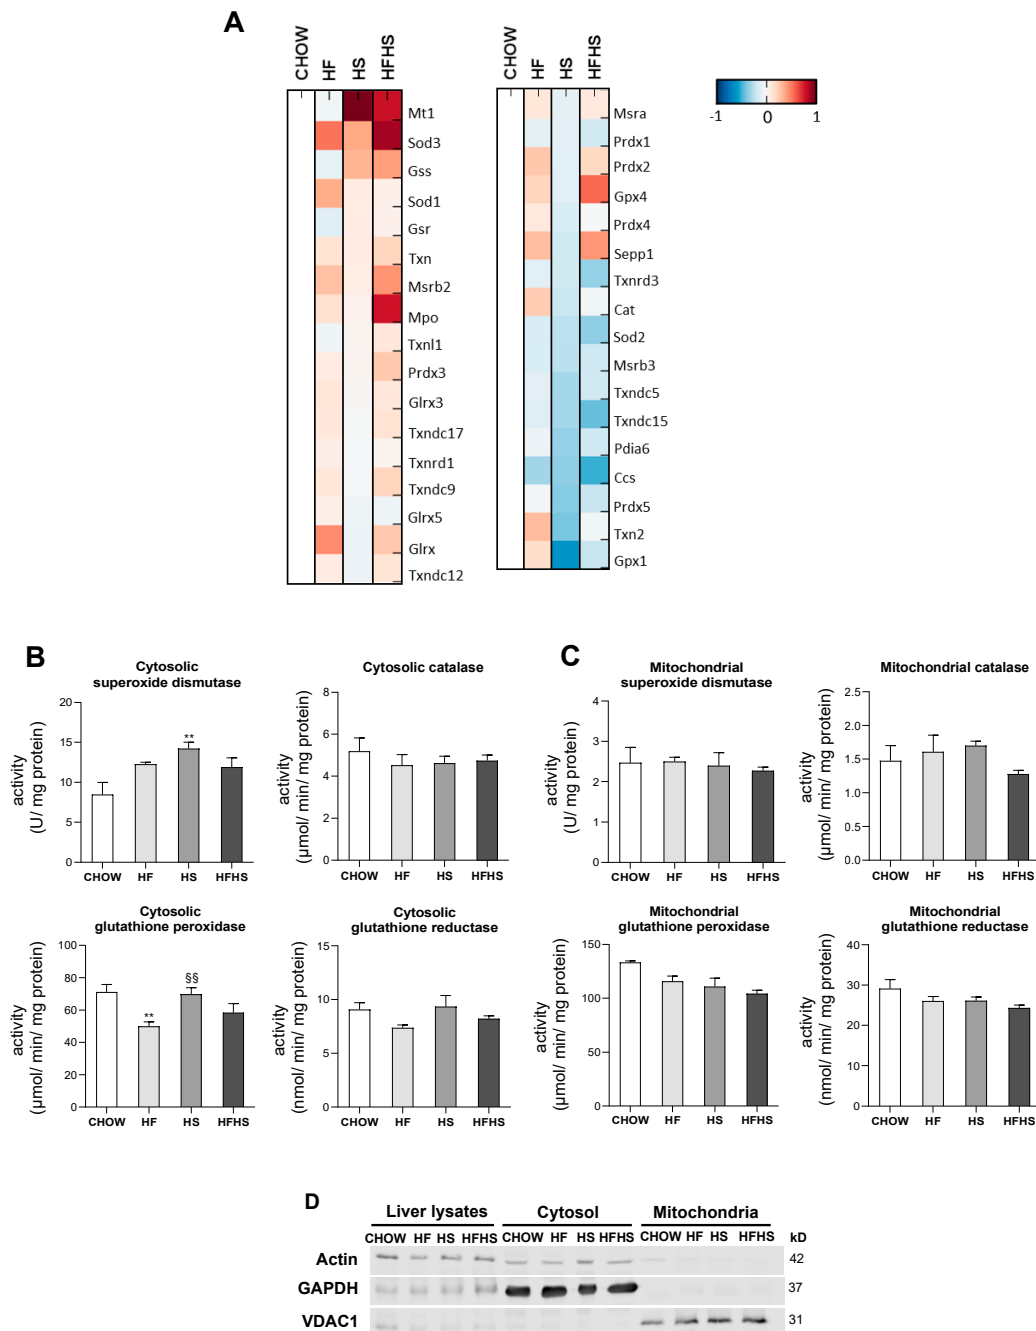 A
CHOW HF HS HFHS
Mt1
Sod3
Gss
Sod1
Gsr
Txn
Msrb2
Mpo
Txnl1
Prdx3
Glrx3
Txndc17
Txnrd1
Txndc9
Glrx5
Glrx
Txndc12
CHOW HF HS HFHS
Msra
Prdx1
Prdx2
Gpx4
Prdx4
Sepp1
Txnrd3
Cat
Sod2
Msrb3
Txndc5
Txndc15
Pdia6
Ccs
Prdx5
Txn2
Gpx1
-1 0 1
B
Cytosolic
superoxide dismutase
activity
(U/ mg protein)
20
15
10
5
0
**
CHOW HF HS HFHS
Cytosolic catalase
activity
(µmol/ min/ mg protein)
8
6
4
2
0
CHOW HF HS HFHS
Cytosolic
glutathione peroxidase
activity
(µmol/ min/ mg protein)
100
80
60
40
20
0
**
§§
CHOW HF HS HFHS
Cytosolic
glutathione reductase
activity
(nmol/ min/ mg protein)
15
10
5
0
CHOW HF HS HFHS
C
Mitochondrial
superoxide dismutase
activity
(U/ mg protein)
4
3
2
1
0
CHOW HF HS HFHS
Mitochondrial catalase
activity
(µmol/ min/ mg protein)
2.5
2.0
1.5
1.0
0.5
0.0
CHOW HF HS HFHS
Mitochondrial
glutathione peroxidase
activity
(µmol/ min/ mg protein)
150
100
50
0
CHOW HF HS HFHS
Mitochondrial
glutathione reductase
activity
(nmol/ min/ mg protein)
40
30
20
10
0
CHOW HF HS HFHS
D
Liver lysates Cytosol Mitochondria
CHOW HF HS HFHS CHOW HF HS HFHS CHOW HF HS HFHS kD
Actin 42
GAPDH 37
VDAC1 31